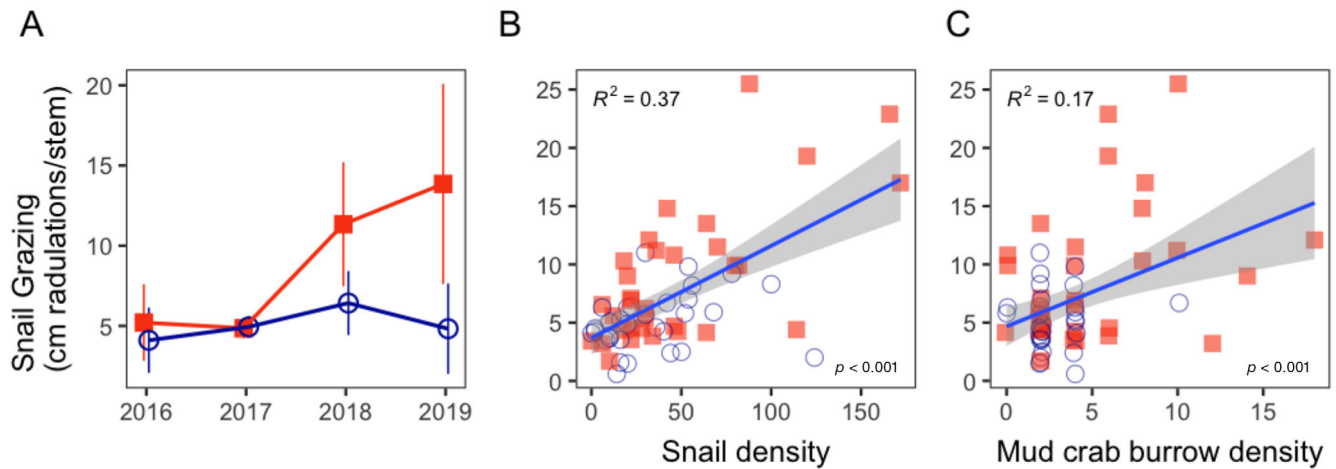 A
B
C
Snail Grazing
(cm radulations/stem)
20
15
10
5
2016
2017
2018
2019
R² = 0.37
25
20
15
10
5
0
p < 0.001
0
50
100
150
Snail density
R² = 0.17
25
20
15
10
5
0
p < 0.001
0
5
10
15
Mud crab burrow density